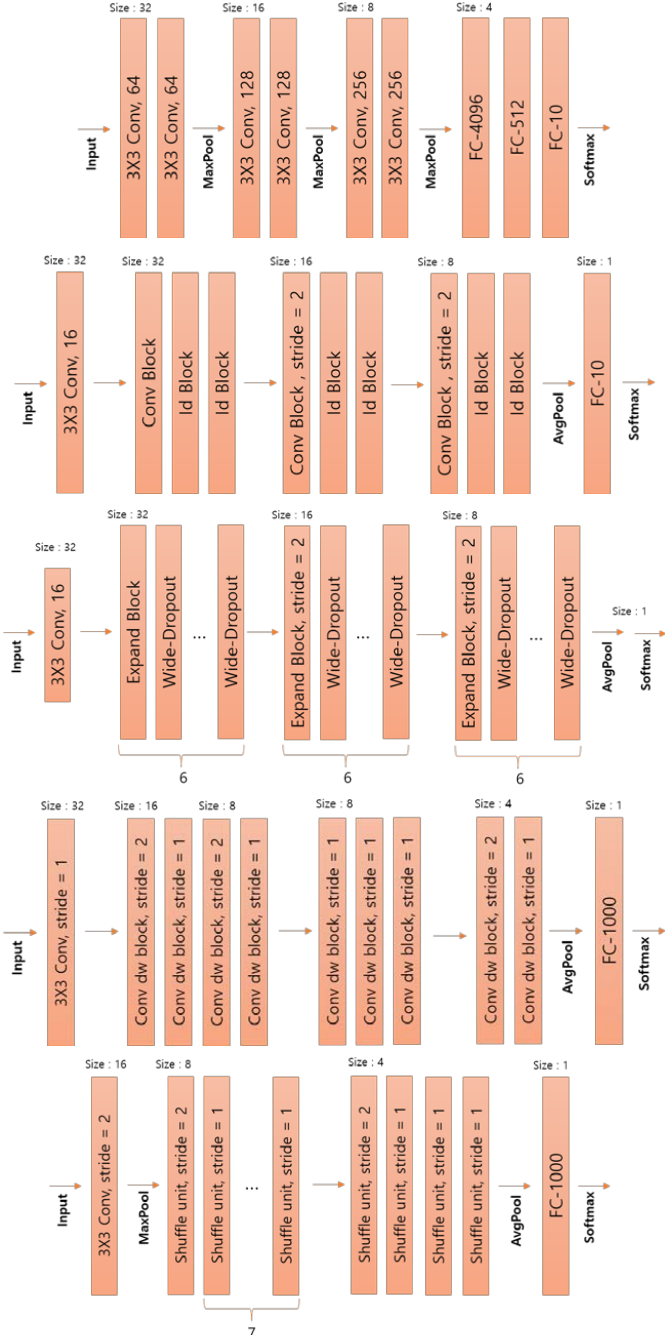 Size : 32
Size : 16
Size : 8
Size : 4
Input
3X3 Conv, 64
3X3 Conv, 64
MaxPool
3X3 Conv, 128
3X3 Conv, 128
MaxPool
3X3 Conv, 256
3X3 Conv, 256
MaxPool
FC-4096
FC-512
FC-10
Softmax
Size : 32
Size : 32
Size : 16
Size : 8
Size : 1
Input
3X3 Conv, 16
Conv Block
Id Block
Id Block
Conv Block , stride = 2
Id Block
Id Block
Conv Block , stride = 2
Id Block
Id Block
AvgPool
FC-10
Softmax
Size : 32
Size : 32
Size : 16
Size : 8
Size : 1
Input
3X3 Conv, 16
Expand Block
Wide-Dropout
...
Wide-Dropout
Expand Block, stride = 2
Wide-Dropout
...
Wide-Dropout
Expand Block, stride = 2
Wide-Dropout
...
Wide-Dropout
AvgPool
Softmax
6
6
6
Size : 32
Size : 16
Size : 8
Size : 8
Size : 4
Size : 1
Input
3X3 Conv, stride = 1
Conv dw block, stride = 2
Conv dw block, stride = 1
Conv dw block, stride = 2
Conv dw block, stride = 1
Conv dw block, stride = 1
Conv dw block, stride = 1
Conv dw block, stride = 1
Conv dw block, stride = 2
Conv dw block, stride = 1
AvgPool
FC-1000
Softmax
Size : 16
Size : 8
Size : 4
Size : 1
Input
3X3 Conv, stride = 2
MaxPool
Shuffle unit, stride = 2
Shuffle unit, stride = 1
...
Shuffle unit, stride = 1
Shuffle unit, stride = 2
Shuffle unit, stride = 1
Shuffle unit, stride = 1
Shuffle unit, stride = 1
AvgPool
FC-1000
Softmax
7